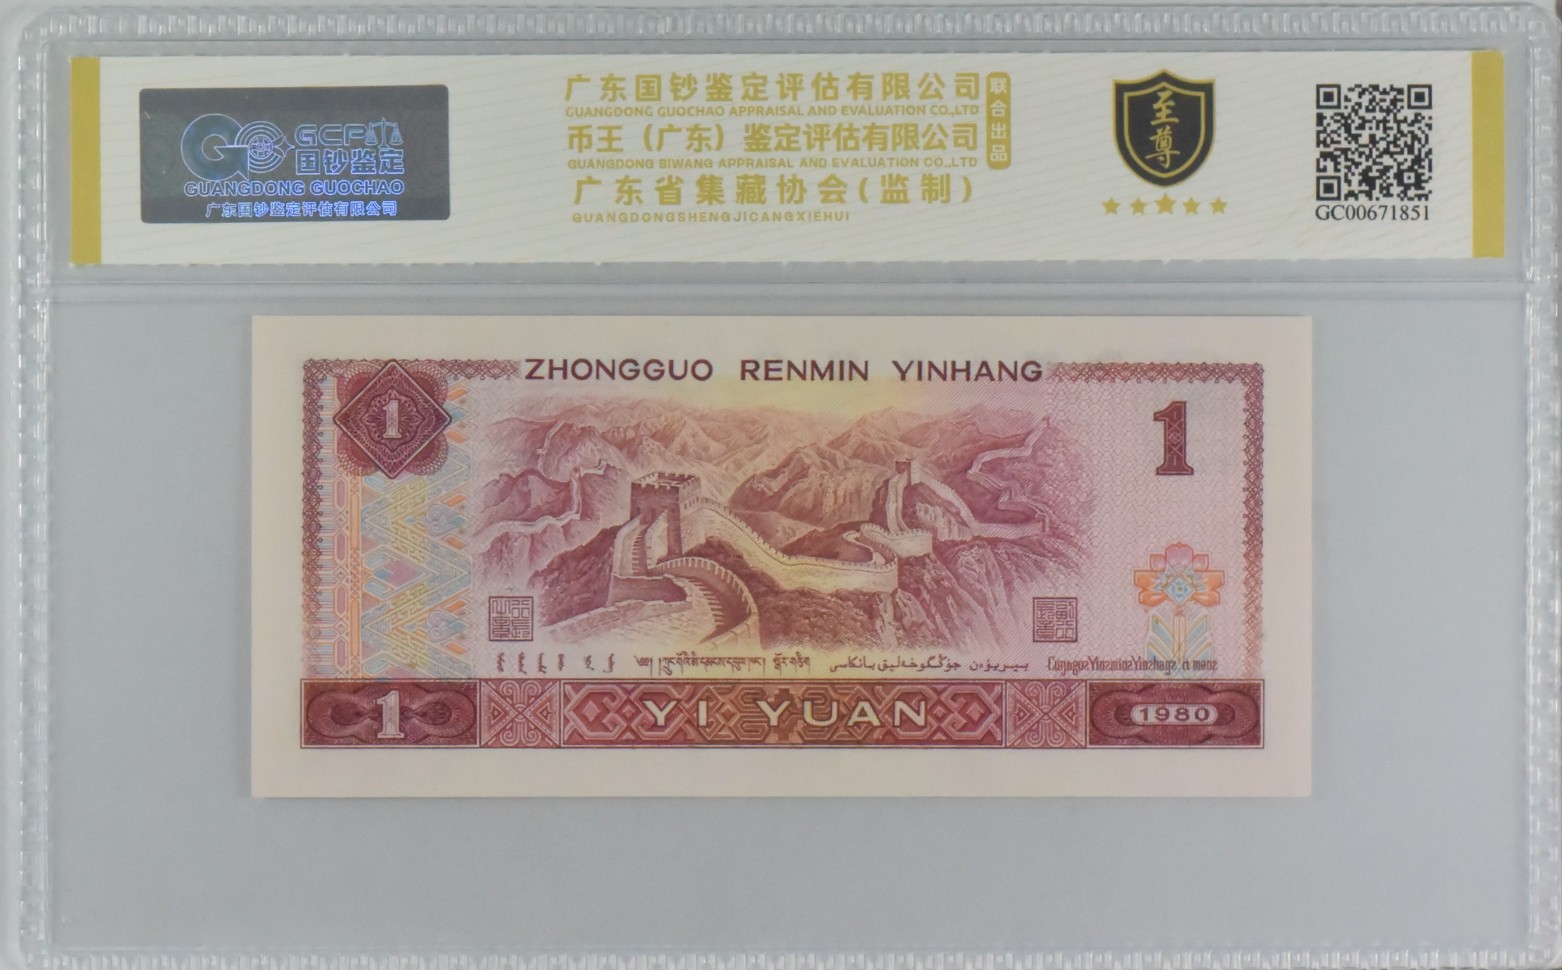 GCP
国钞鉴定
GUANGDONG GUOCHAO
广东国钞鉴定评估有限公司
广东国钞鉴定评估有限公司
GUANGDONG GUOCHAO APPRAISAL AND EVALUATION CO.,LTD
币王（广东）鉴定评估有限公司
GUANGDONG BIWANG APPRAISAL AND EVALUATION CO.,LTD
联合出品
广东省集藏协会(监制)
GUANGDONGSHENGJICANGXIEHUI
至尊
GC00671851
ZHONGGUO RENMIN YINHANG
1
1
1
YI YUAN
1980